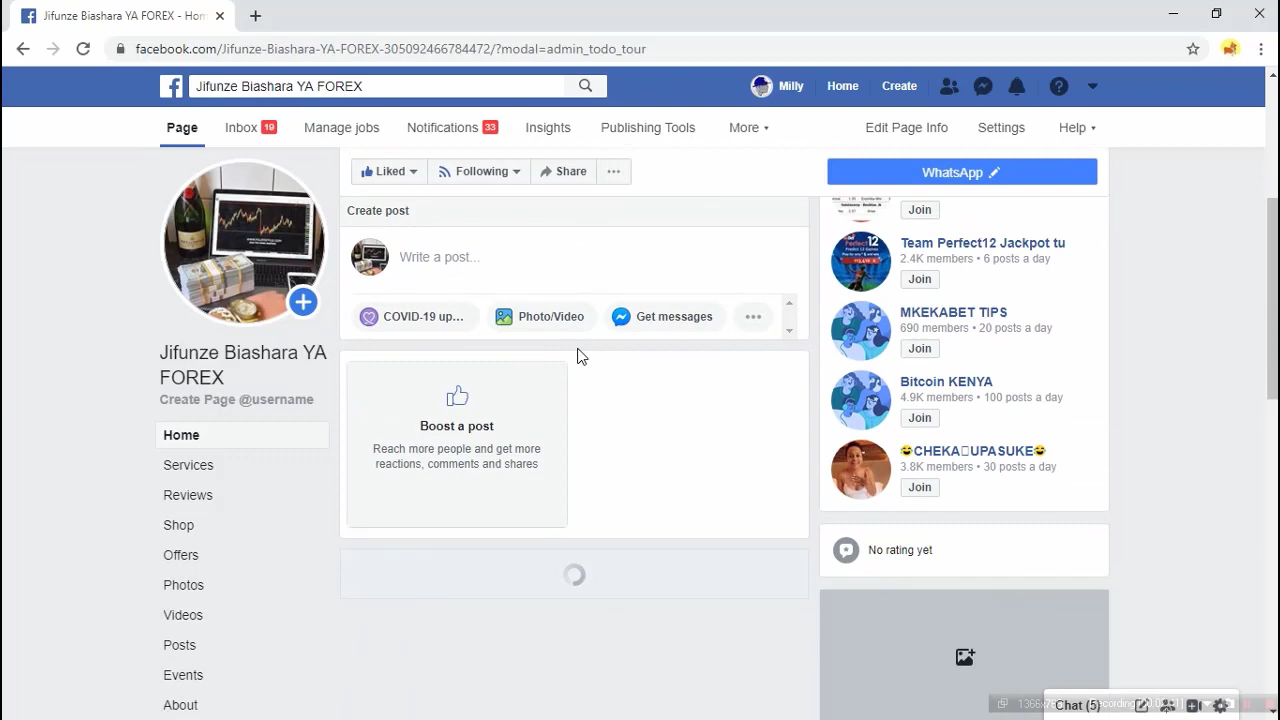 Jifunze Biashara YA FOREX - Hom
facebook.com/Jifunze-Biashara-YA-FOREX-305092466784472/?modal=admin_todo_tour
Jifunze Biashara YA FOREX
Milly Home Create
Page Inbox 19 Manage jobs Notifications 33 Insights Publishing Tools More Edit Page Info Settings Help
Liked Following Share ... WhatsApp
Create post
Join
Write a post...
Team Perfect12 Jackpot tu
2.4K members • 6 posts a day
Join
COVID-19 up... Photo/Video Get messages
MKEKABET TIPS
690 members • 20 posts a day
Join
Jifunze Biashara YA
FOREX
Create Page @username
Boost a post
Reach more people and get more
reactions, comments and shares
Bitcoin KENYA
4.9K members • 100 posts a day
Join
😂CHEKA□UPASUKE😂
3.8K members • 30 posts a day
Join
Home
Services
Reviews
Shop
Offers
Photos
Videos
Posts
Events
About
No rating yet
Chat (5)